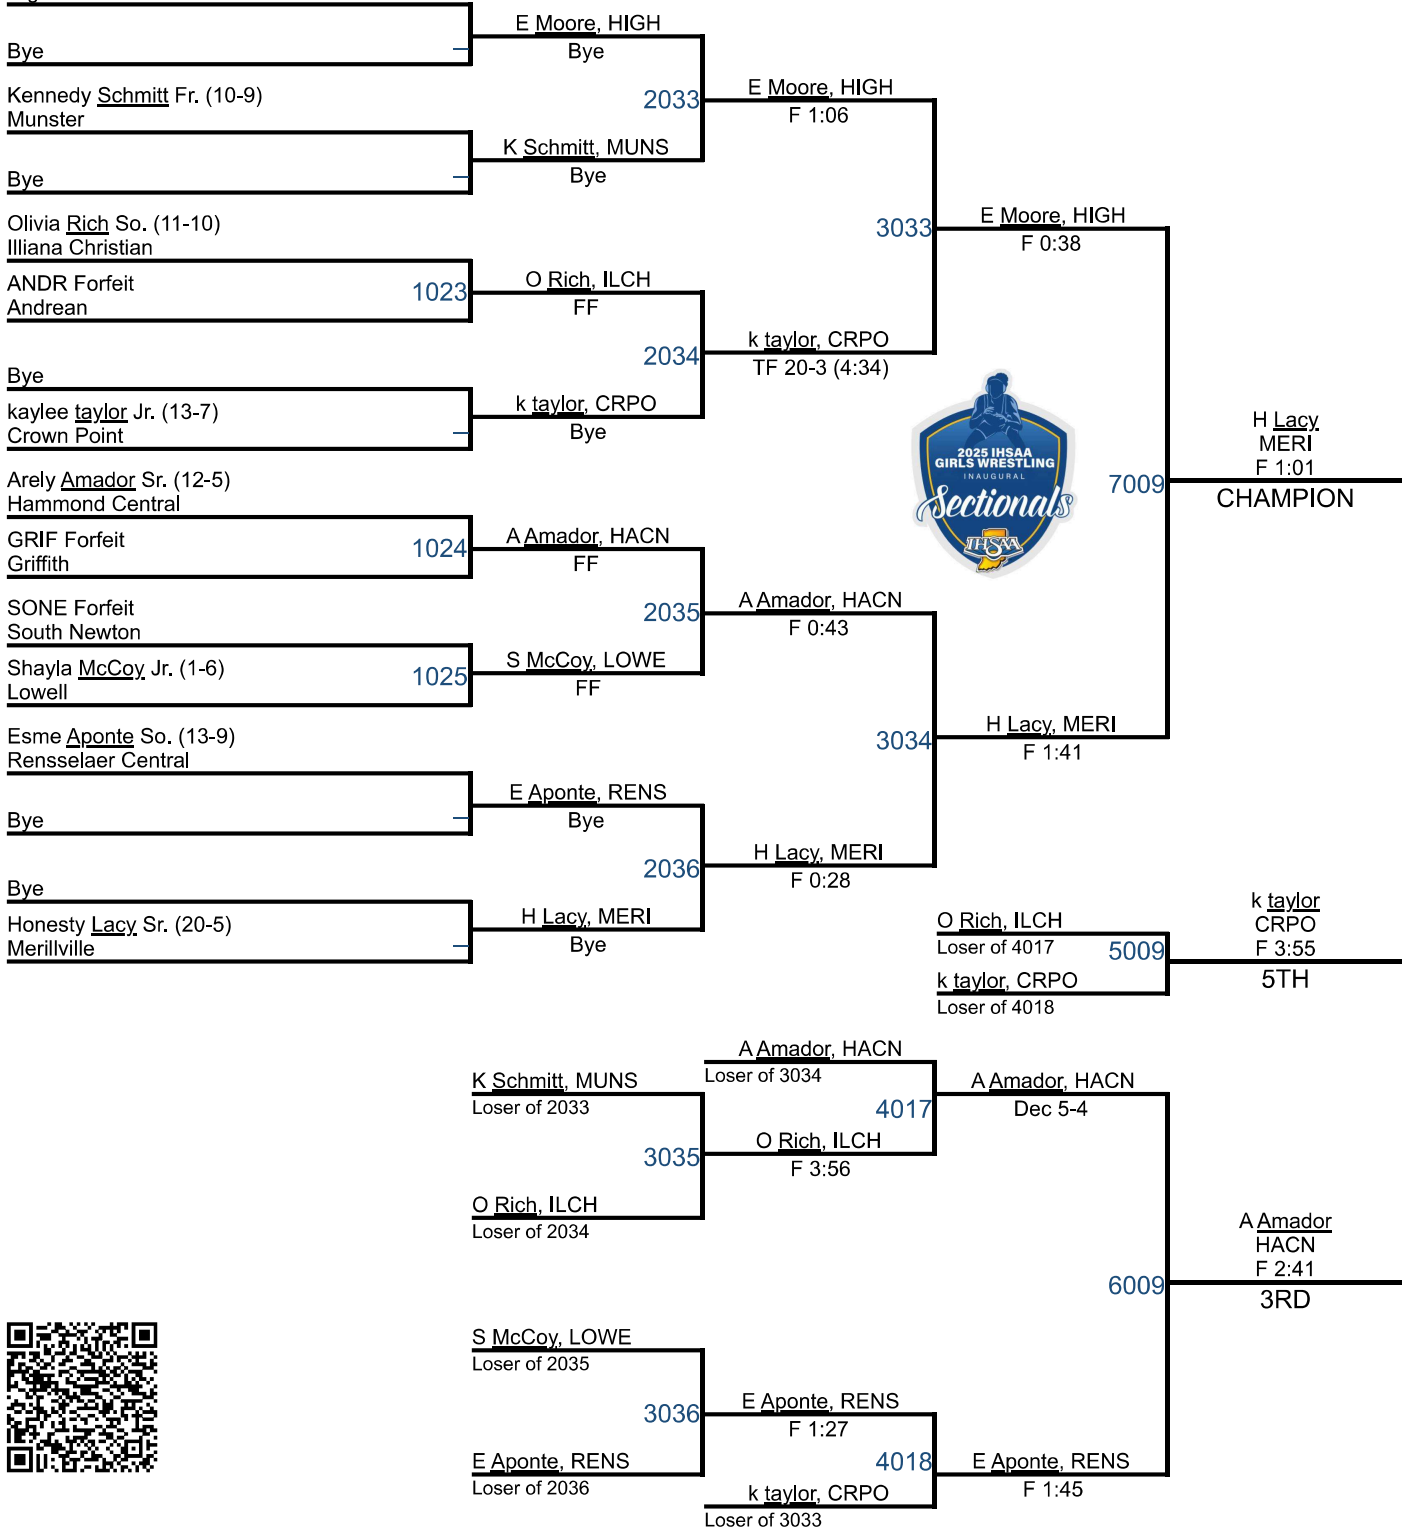 E Moore, HIGH
Bye
Bye
Kennedy Schmitt Fr. (10-9)
Munster
2033
E Moore, HIGH
F 1:06
K Schmitt, MUNS
Bye
Bye
Olivia Rich So. (11-10)
Illiana Christian
3033
E Moore, HIGH
F 0:38
ANDR Forfeit
Andrean
1023
O Rich, ILCH
FF
2034
k taylor, CRPO
TF 20-3 (4:34)
Bye
kaylee taylor Jr. (13-7)
Crown Point
k taylor, CRPO
Bye
2025 IHSAA
GIRLS WRESTLING
INAUGURAL
Sectionals
IHSAA
7009
H Lacy
MERI
F 1:01
CHAMPION
Arely Amador Sr. (12-5)
Hammond Central
GRIF Forfeit
Griffith
1024
A Amador, HACN
FF
SONE Forfeit
South Newton
2035
A Amador, HACN
F 0:43
Shayla McCoy Jr. (1-6)
Lowell
1025
S McCoy, LOWE
FF
Esme Aponte So. (13-9)
Rensselaer Central
3034
H Lacy, MERI
F 1:41
Bye
E Aponte, RENS
Bye
2036
H Lacy, MERI
F 0:28
Bye
Honesty Lacy Sr. (20-5)
Merillville
H Lacy, MERI
Bye
O Rich, ILCH
Loser of 4017
5009
k taylor, CRPO
Loser of 4018
k taylor
CRPO
F 3:55
5TH
A Amador, HACN
Loser of 3034
K Schmitt, MUNS
Loser of 2033
4017
A Amador, HACN
Dec 5-4
3035
O Rich, ILCH
F 3:56
O Rich, ILCH
Loser of 2034
6009
A Amador
HACN
F 2:41
3RD
S McCoy, LOWE
Loser of 2035
3036
E Aponte, RENS
F 1:27
4018
E Aponte, RENS
F 1:45
E Aponte, RENS
Loser of 2036
k taylor, CRPO
Loser of 3033